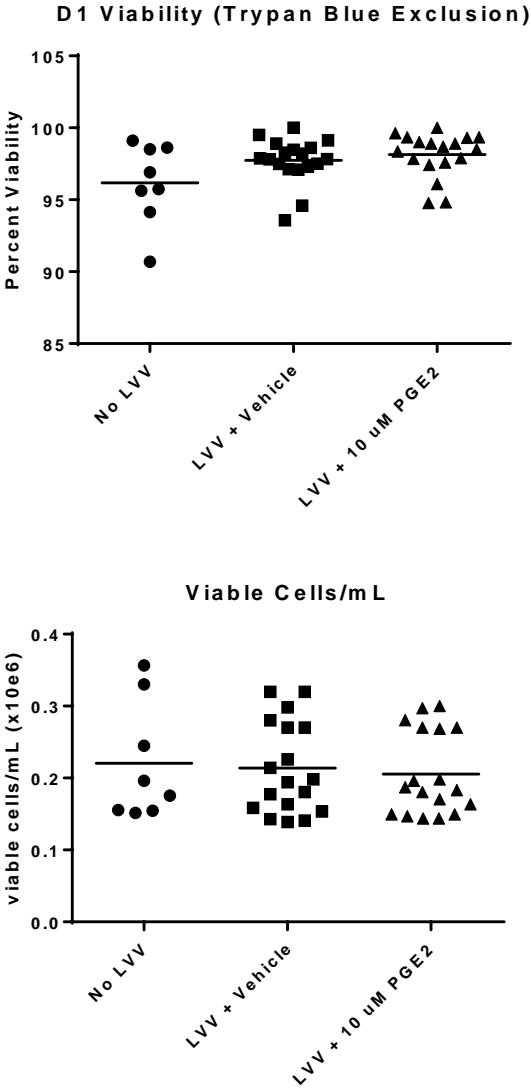 D1 Viability (Trypan Blue Exclusion)
Percent Viability
105
100
95
90
85
No LVV
LVV + Vehicle
LVV + 10 uM PGE2
Viable Cells/mL
viable cells/mL (x10e6)
0.4
0.3
0.2
0.1
0.0
No LVV
LVV + Vehicle
LVV + 10 uM PGE2